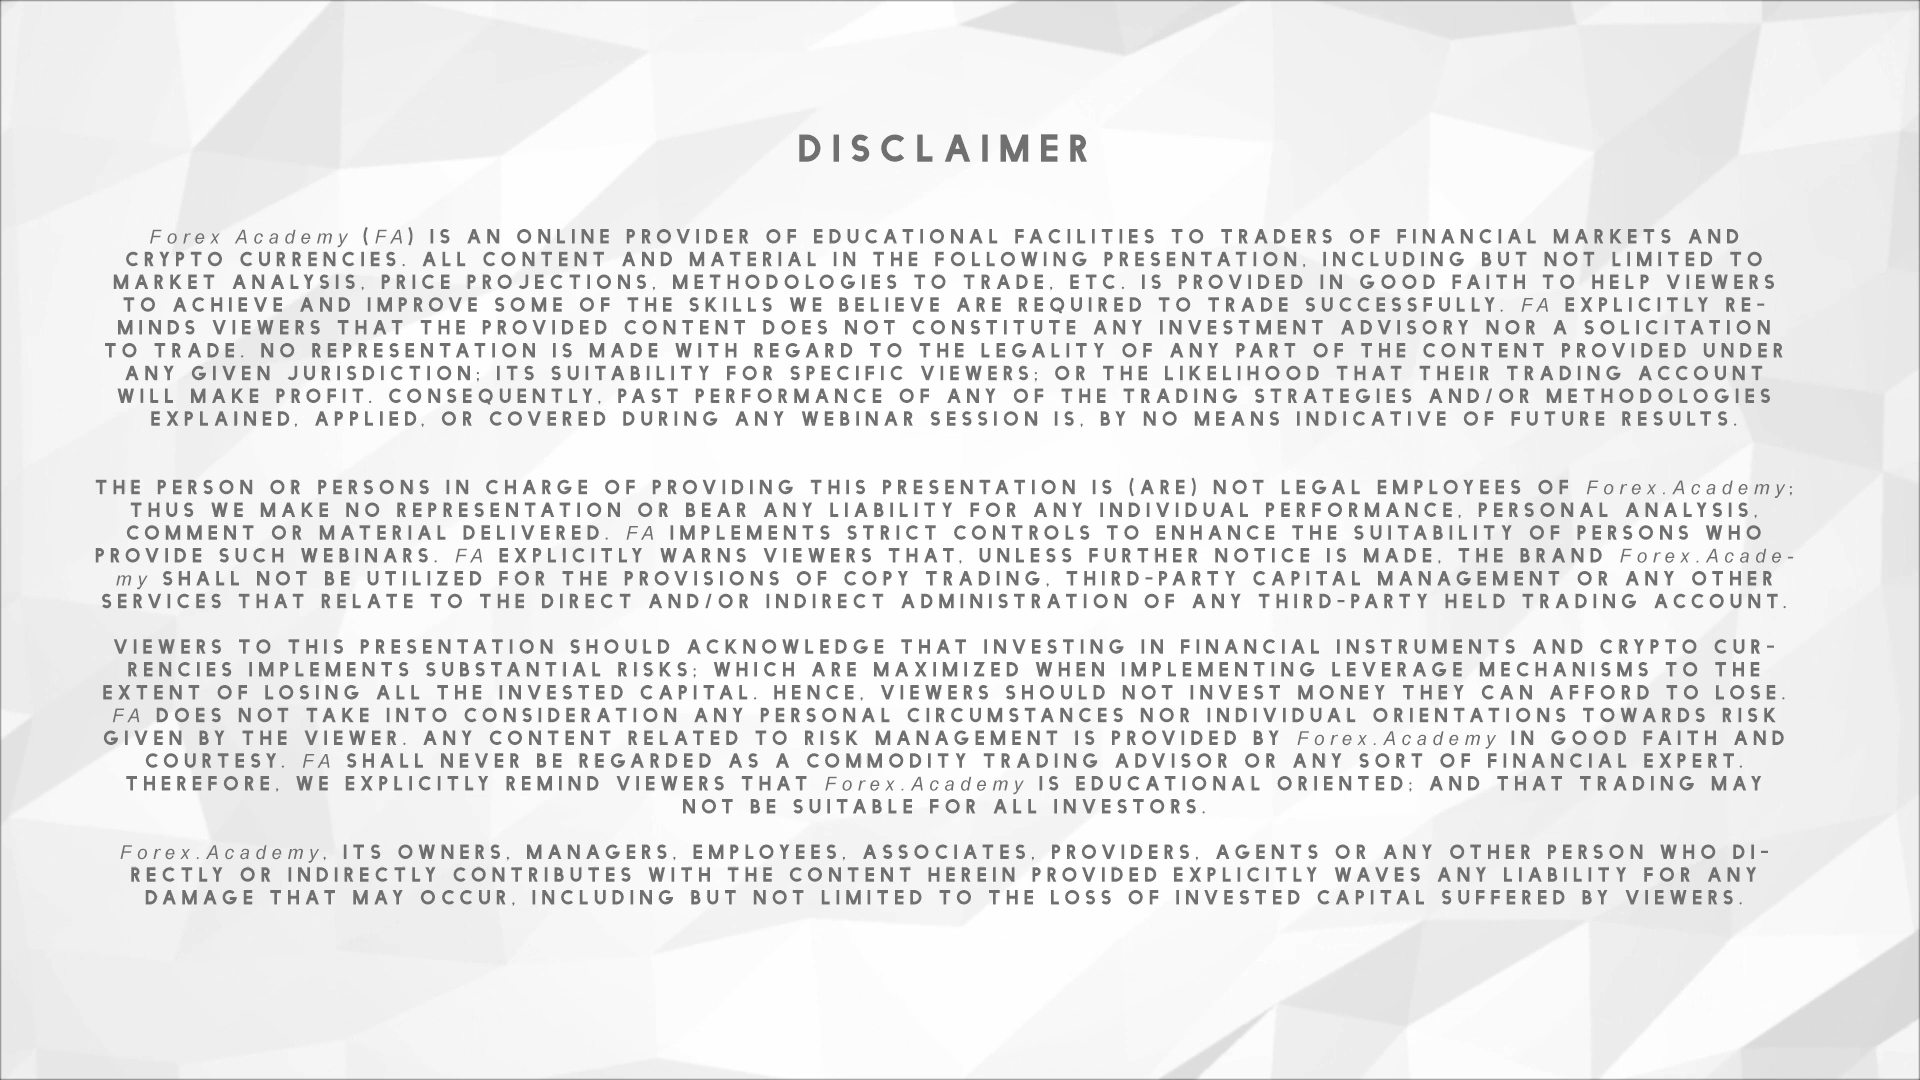 DISCLAIMER
Forex Academy (FA) IS AN ONLINE PROVIDER OF EDUCATIONAL FACILITIES TO TRADERS OF FINANCIAL MARKETS AND
CRYPTO CURRENCIES. ALL CONTENT AND MATERIAL IN THE FOLLOWING PRESENTATION, INCLUDING BUT NOT LIMITED TO
MARKET ANALYSIS, PRICE PROJECTIONS, METHODOLOGIES TO TRADE, ETC. IS PROVIDED IN GOOD FAITH TO HELP VIEWERS
TO ACHIEVE AND IMPROVE SOME OF THE SKILLS WE BELIEVE ARE REQUIRED TO TRADE SUCCESSFULLY. FA EXPLICITLY RE-
MINDS VIEWERS THAT THE PROVIDED CONTENT DOES NOT CONSTITUTE ANY INVESTMENT ADVISORY NOR A SOLICITATION
TO TRADE. NO REPRESENTATION IS MADE WITH REGARD TO THE LEGALITY OF ANY PART OF THE CONTENT PROVIDED UNDER
ANY GIVEN JURISDICTION; ITS SUITABILITY FOR SPECIFIC VIEWERS; OR THE LIKELIHOOD THAT THEIR TRADING ACCOUNT
WILL MAKE PROFIT. CONSEQUENTLY, PAST PERFORMANCE OF ANY OF THE TRADING STRATEGIES AND/OR METHODOLOGIES
EXPLAINED, APPLIED, OR COVERED DURING ANY WEBINAR SESSION IS, BY NO MEANS INDICATIVE OF FUTURE RESULTS.
THE PERSON OR PERSONS IN CHARGE OF PROVIDING THIS PRESENTATION IS (ARE) NOT LEGAL EMPLOYEES OF Forex.Academy;
THUS WE MAKE NO REPRESENTATION OR BEAR ANY LIABILITY FOR ANY INDIVIDUAL PERFORMANCE, PERSONAL ANALYSIS,
COMMENT OR MATERIAL DELIVERED. FA IMPLEMENTS STRICT CONTROLS TO ENHANCE THE SUITABILITY OF PERSONS WHO
PROVIDE SUCH WEBINARS. FA EXPLICITLY WARNS VIEWERS THAT, UNLESS FURTHER NOTICE IS MADE, THE BRAND Forex.Acade-
my SHALL NOT BE UTILIZED FOR THE PROVISIONS OF COPY TRADING, THIRD-PARTY CAPITAL MANAGEMENT OR ANY OTHER
SERVICES THAT RELATE TO THE DIRECT AND/OR INDIRECT ADMINISTRATION OF ANY THIRD-PARTY HELD TRADING ACCOUNT.
VIEWERS TO THIS PRESENTATION SHOULD ACKNOWLEDGE THAT INVESTING IN FINANCIAL INSTRUMENTS AND CRYPTO CUR-
RENCIES IMPLEMENTS SUBSTANTIAL RISKS; WHICH ARE MAXIMIZED WHEN IMPLEMENTING LEVERAGE MECHANISMS TO THE
EXTENT OF LOSING ALL THE INVESTED CAPITAL. HENCE, VIEWERS SHOULD NOT INVEST MONEY THEY CAN AFFORD TO LOSE.
FA DOES NOT TAKE INTO CONSIDERATION ANY PERSONAL CIRCUMSTANCES NOR INDIVIDUAL ORIENTATIONS TOWARDS RISK
GIVEN BY THE VIEWER. ANY CONTENT RELATED TO RISK MANAGEMENT IS PROVIDED BY Forex.Academy IN GOOD FAITH AND
COURTESY. FA SHALL NEVER BE REGARDED AS A COMMODITY TRADING ADVISOR OR ANY SORT OF FINANCIAL EXPERT.
THEREFORE, WE EXPLICITLY REMIND VIEWERS THAT Forex.Academy IS EDUCATIONAL ORIENTED; AND THAT TRADING MAY
NOT BE SUITABLE FOR ALL INVESTORS.
Forex.Academy, ITS OWNERS, MANAGERS, EMPLOYEES, ASSOCIATES, PROVIDERS, AGENTS OR ANY OTHER PERSON WHO DI-
RECTLY OR INDIRECTLY CONTRIBUTES WITH THE CONTENT HEREIN PROVIDED EXPLICITLY WAVES ANY LIABILITY FOR ANY
DAMAGE THAT MAY OCCUR, INCLUDING BUT NOT LIMITED TO THE LOSS OF INVESTED CAPITAL SUFFERED BY VIEWERS.